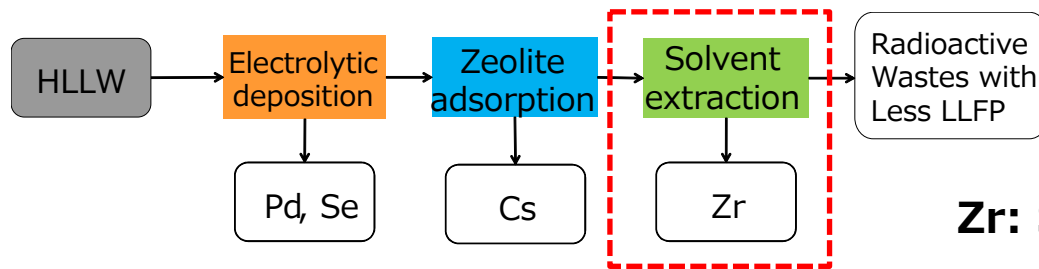 HLLW
Electrolytic
deposition
Zeolite
adsorption
Solvent
extraction
Radioactive
Wastes with
Less LLFP
Pd, Se
Cs
Zr
Zr: